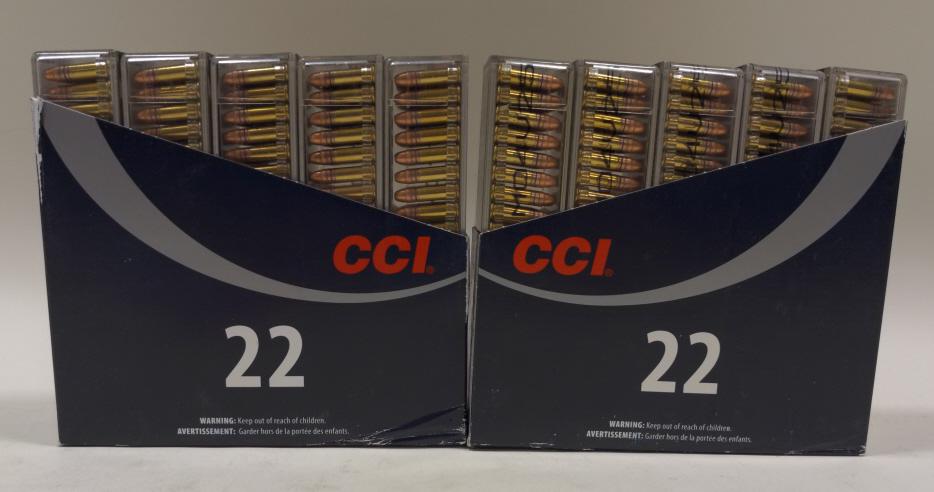 CCI®
22
WARNING: Keep out of reach of children.
AVERTISSEMENT: Garder hors de la portée des enfants.
CCI®
22
WARNING: Keep out of reach of children.
AVERTISSEMENT: Garder hors de la portée des enfants.